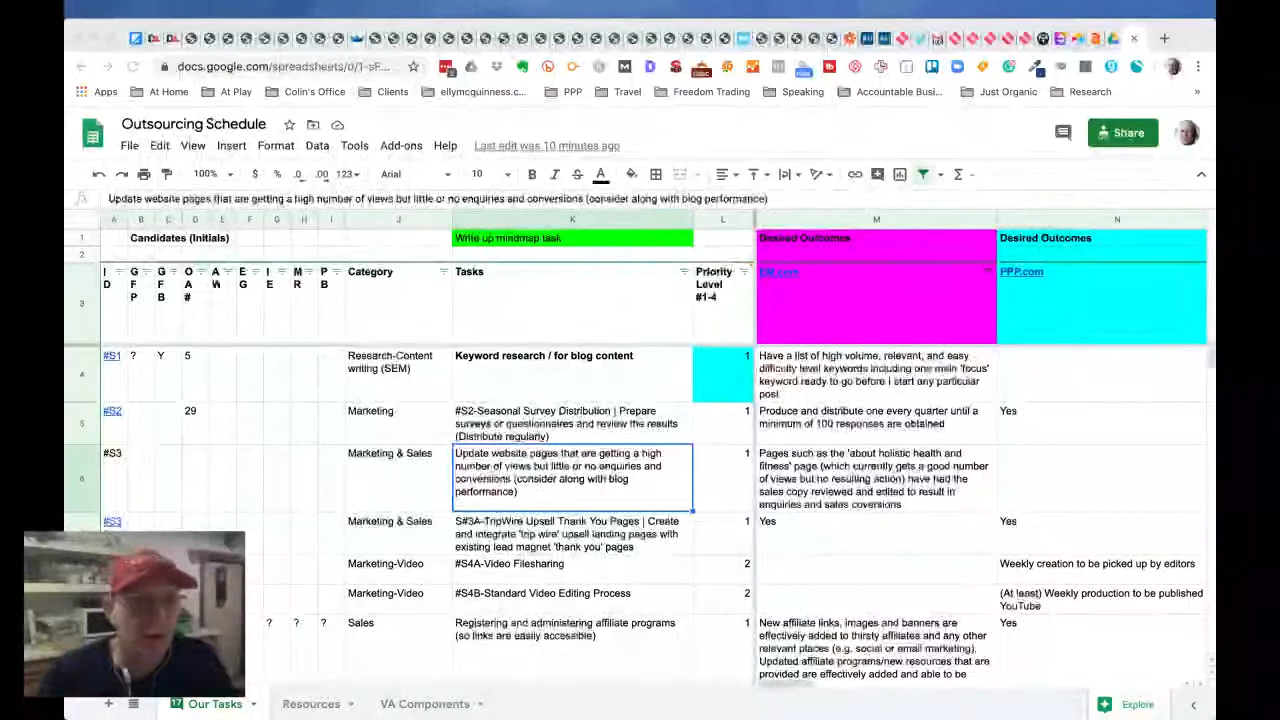 docs.google.com/spreadsheets/d/1-sF...
Apps At Home At Play Colin's Office Clients ellymcguinness.c... PPP Travel Freedom Trading Speaking Accountable Busi... Just Organic Research »
Outsourcing Schedule
File Edit View Insert Format Data Tools Add-ons Help Last edit was 10 minutes ago
Share
100% $ % .0 .00 123 Arial 10 B I S A
fx Update website pages that are getting a high number of views but little or no enquiries and conversions (consider along with blog performance)
A B C D E F G H I J K L M N
1 Candidates (Initials) Write up mindmap task Desired Outcomes Desired Outcomes
2
3
I D
G F P
G F B
O A #
A W
E G
I E
M R
P B
Category
Tasks
Priority Level #1-4
EM.com
PPP.com
4
#S1 ? Y 5
Research-Content
writing (SEM)
Keyword research / for blog content
1
Have a list of high volume, relevant, and easy
difficulty level keywords including one main 'focus'
keyword ready to go before I start any particular
post
5
#S2 29 Marketing
#S2-Seasonal Survey Distribution | Prepare
surveys or questionnaires and review the results
(Distribute regularly)
1
Produce and distribute one every quarter until a
minimum of 100 responses are obtained
Yes
6
#S3 Marketing & Sales
Update website pages that are getting a high
number of views but little or no enquiries and
conversions (consider along with blog
performance)
1
Pages such as the 'about holistic health and
fitness' page (which currently gets a good number
of views but no resulting action) have had the
sales copy reviewed and edited to result in
enquiries and sales coversions
#S3 Marketing & Sales
S#3A-TripWire Upsell Thank You Pages | Create
and integrate 'trip wire' upsell landing pages with
existing lead magnet 'thank you' pages
1
Yes
Yes
Marketing-Video #S4A-Video Filesharing 2 Weekly creation to be picked up by editors
Marketing-Video #S4B-Standard Video Editing Process 2
(At least) Weekly production to be published
YouTube
? ? ? Sales
Registering and administering affiliate programs
(so links are easily accessible)
1
New affiliate links, images and banners are
effectively added to thirsty affiliates and any other
relevant places (e.g. social or email marketing).
Updated affiliate programs/new resources that are
provided are effectively added and able to be
Yes
17 Our Tasks Resources VA Components Explore